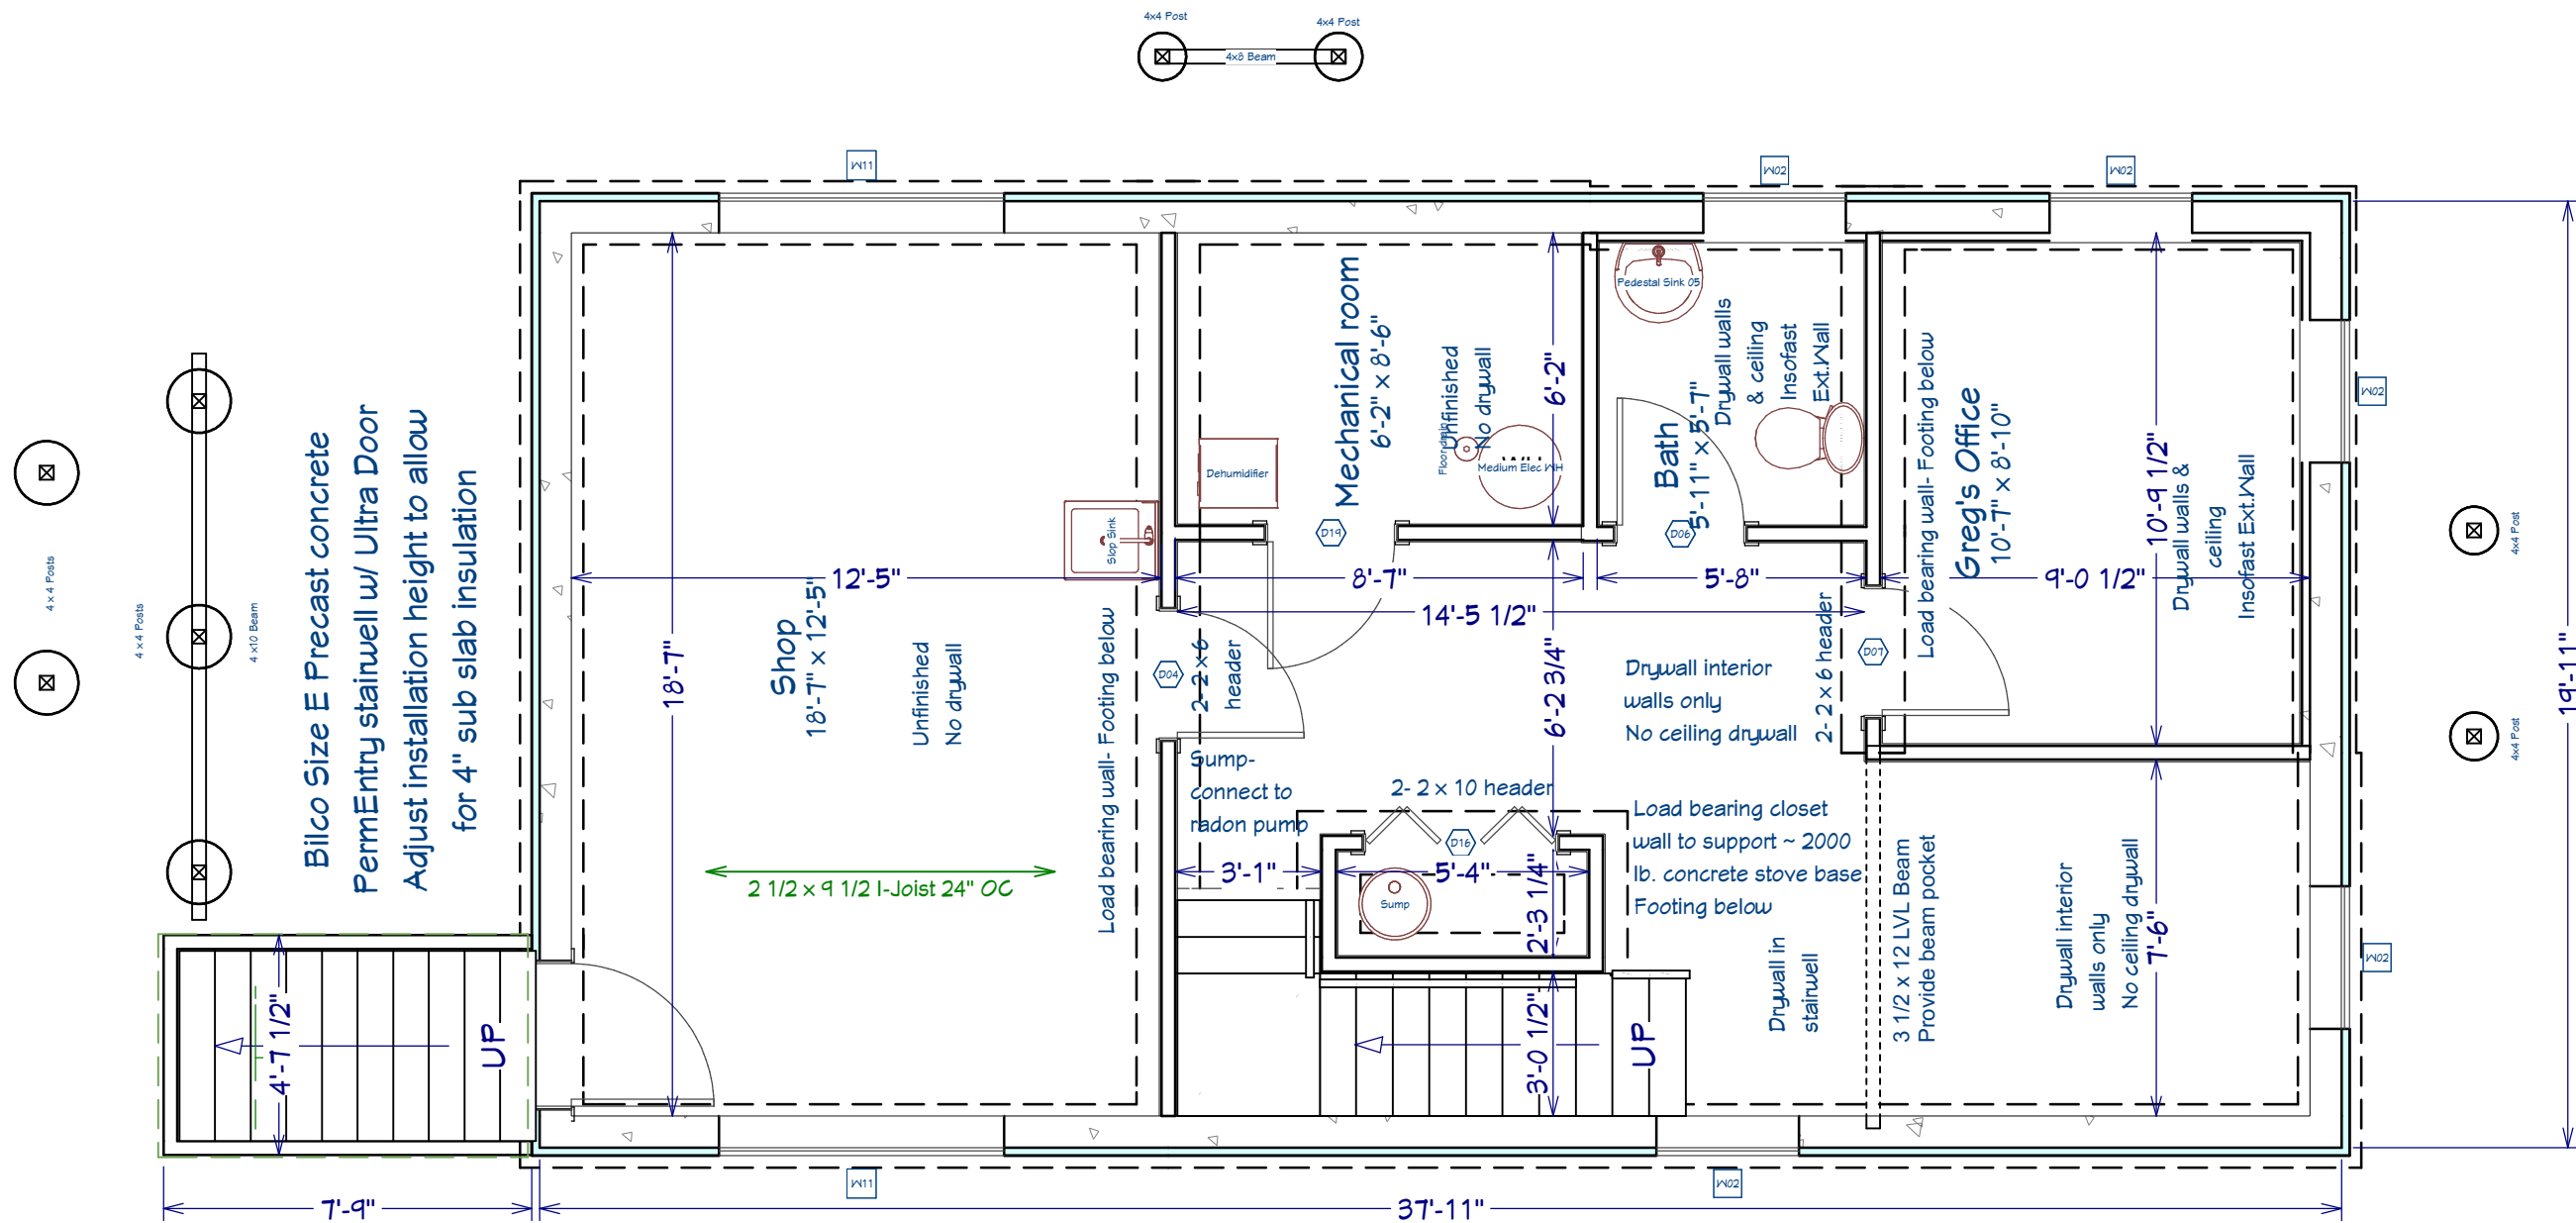 4x4 Post
4x4 Post
4x8 Beam
W11
W02
W02
W02
W02
W11
W02
4 x 4 Posts
4 x 4 Posts
4 x10 Beam
Bilco Size E Precast concrete
PermEntry stairwell w/ Ultra Door
Adjust installation height to allow
for 4" sub slab insulation
UP
4'-7 1/2"
7'-9"
37'-11"
19'-11"
Shop
18'-7" x 12'-5"
Unfinished
No drywall
18'-7"
12'-5"
Slop Sink
2 1/2 x 9 1/2 I-Joist 24" OC
Load bearing wall- Footing below
D04
2- 2 x 6
header
Mechanical room
6'-2" x 8'-6"
Unfinished
No drywall
Dehumidifier
Medium Elec WH
6'-2"
8'-7"
D19
14'-5 1/2"
6'-2 3/4"
Bath
5'-11" x 5'-7"
Drywall walls
& ceiling
Insofast
Ext.Wall
Pedestal Sink 05
D06
5'-8"
Load bearing wall- Footing below
Greg's Office
10'-7" x 8'-10"
10'-9 1/2"
9'-0 1/2"
Drywall walls &
ceiling
Insofast Ext.Wall
D07
2- 2 x 6 header
Drywall interior
walls only
No ceiling drywall
Sump-
connect to
radon pump
2- 2 x 10 header
D16
3'-1"
5'-4"
2'-3 1/4"
Sump
Load bearing closet
wall to support ~ 2000
lb. concrete stove base
Footing below
3'-0 1/2"
UP
Drywall in
stairwell
3 1/2 x 12 LVL Beam
Provide beam pocket
Drywall interior
walls only
No ceiling drywall
7'-6"
4x4 Post
4x4 Post